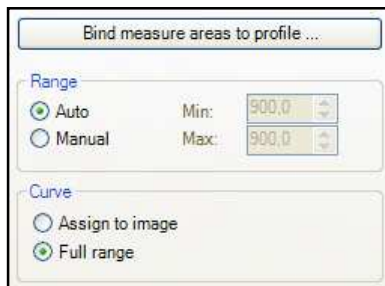 Bind measure areas to profile ...
Range
Auto Min: 900,0
Manual Max: 900,0
Curve
Assign to image
Full range